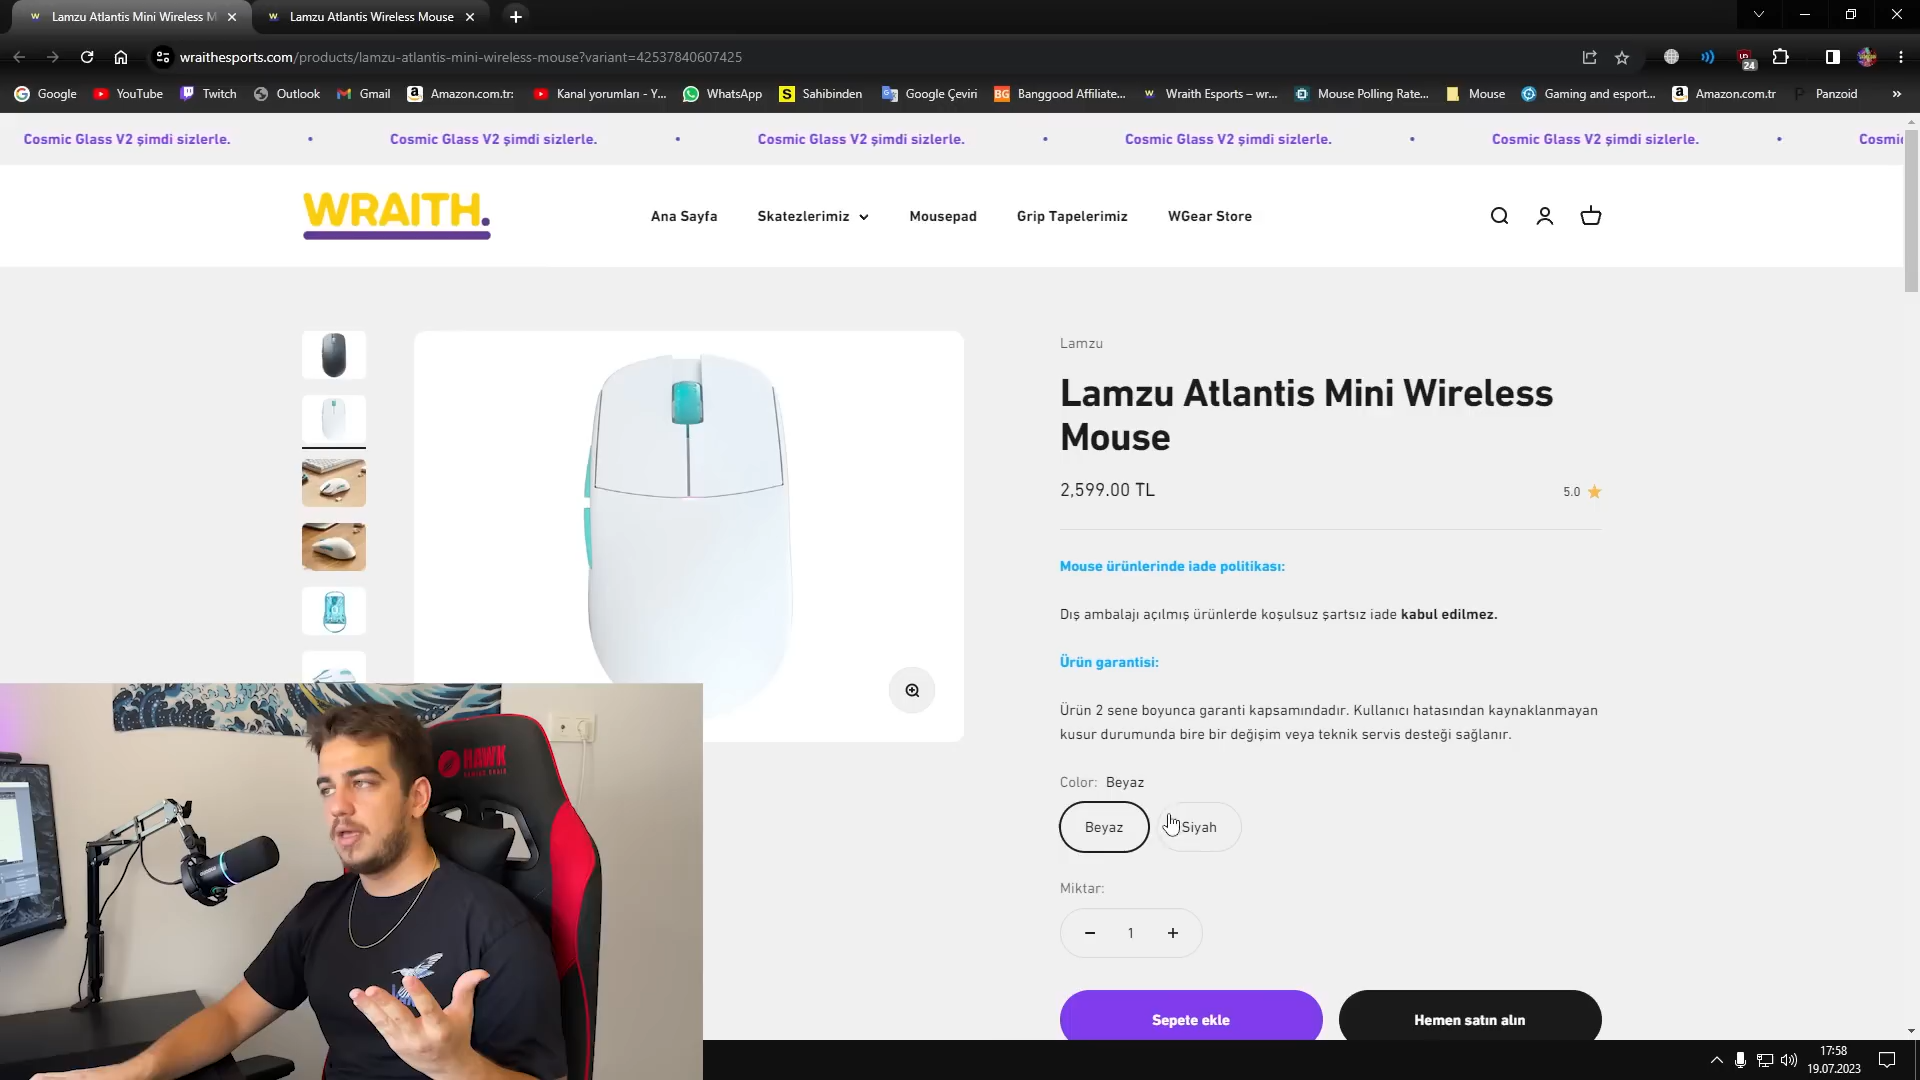 Lamzu Atlantis Mini Wireless M
Lamzu Atlantis Wireless Mouse
wraithesports.com/products/lamzu-atlantis-mini-wireless-mouse?variant=42537840607425
24
Google
YouTube
Twitch
Outlook
Gmail
Amazon.com.tr:
Kanal yorumları - Y...
WhatsApp
Sahibinden
Google Çeviri
Banggood Affiliate...
Wraith Esports – wr...
Mouse Polling Rate...
Mouse
Gaming and esport...
Amazon.com.tr
Panzoid
Cosmic Glass V2 şimdi sizlerle. • Cosmic Glass V2 şimdi sizlerle. • Cosmic Glass V2 şimdi sizlerle. • Cosmic Glass V2 şimdi sizlerle. • Cosmic Glass V2 şimdi sizlerle. • Cosmi
WRAITH.
Ana Sayfa
Skatezlerimiz
Mousepad
Grip Tapelerimiz
WGear Store
Lamzu
Lamzu Atlantis Mini Wireless
Mouse
2,599.00 TL
5.0
Mouse ürünlerinde iade politikası:
Dış ambalajı açılmış ürünlerde koşulsuz şartsız iade kabul edilmez.
Ürün garantisi:
Ürün 2 sene boyunca garanti kapsamındadır. Kullanıcı hatasından kaynaklanmayan
kusur durumunda bire bir değişim veya teknik servis desteği sağlanır.
Color: Beyaz
Beyaz
Siyah
Miktar:
1
Sepete ekle
Hemen satın alın
HAWK
GAMING CHAIR
17:58
19.07.2023